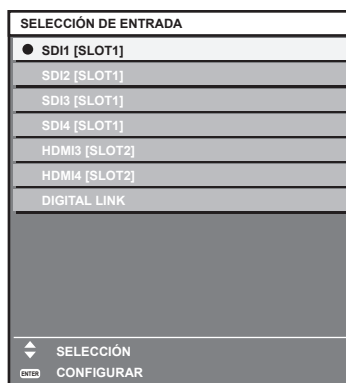 SELECCIÓN DE ENTRADA
SDI1 [SLOT1]
SDI2 [SLOT1]
SDI3 [SLOT1]
SDI4 [SLOT1]
HDMI3 [SLOT2]
HDMI4 [SLOT2]
DIGITAL LINK
SELECCIÓN
ENTER CONFIGURAR